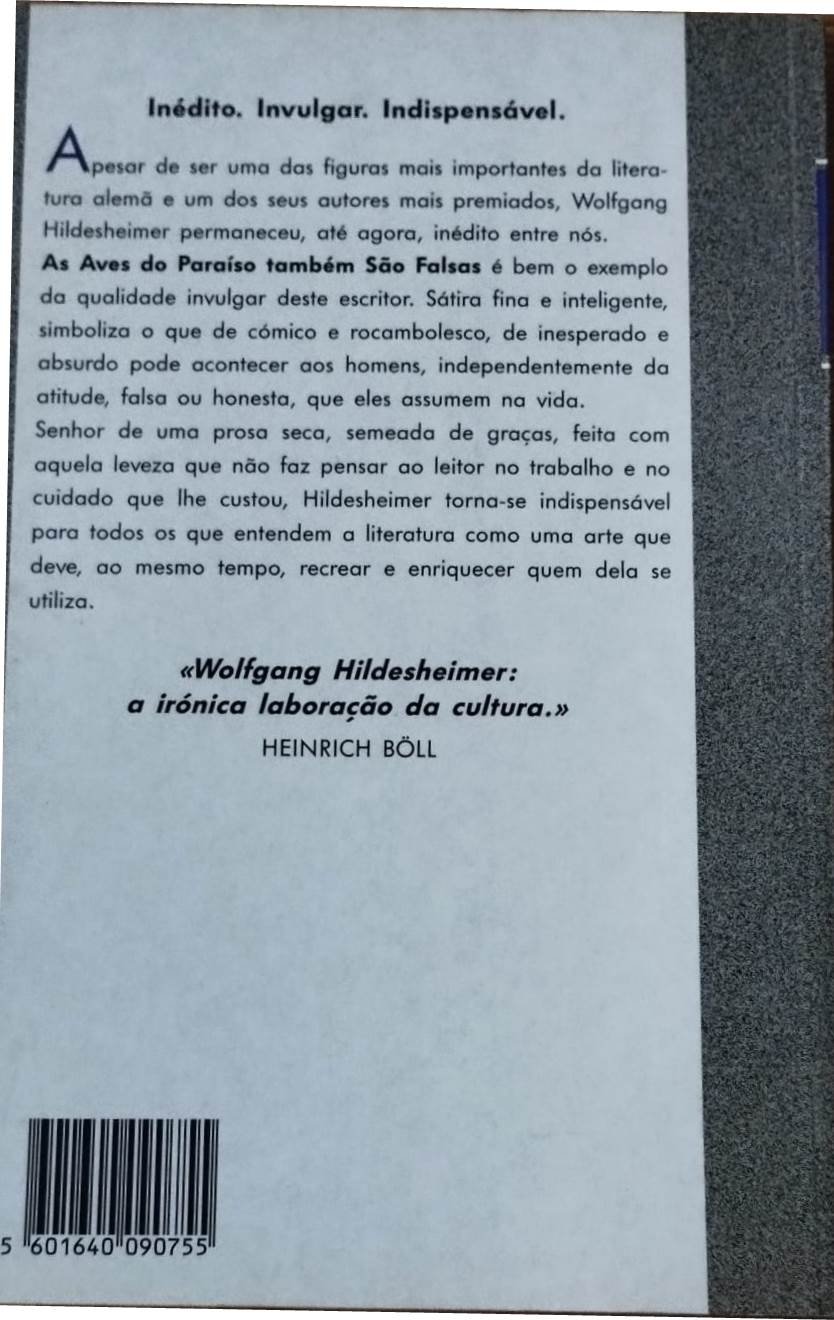 Inédito. Invulgar. Indispensável.
Apesar de ser uma das figuras mais importantes da litera-
tura alemã e um dos seus autores mais premiados, Wolfgang
Hildesheimer permaneceu, até agora, inédito entre nós.
As Aves do Paraíso também São Falsas é bem o exemplo
da qualidade invulgar deste escritor. Sátira fina e inteligente,
simboliza o que de cómico e rocambolesco, de inesperado e
absurdo pode acontecer aos homens, independentemente da
atitude, falsa ou honesta, que eles assumem na vida.
Senhor de uma prosa seca, semeada de graças, feita com
aquela leveza que não faz pensar ao leitor no trabalho e no
cuidado que lhe custou, Hildesheimer torna-se indispensável
para todos os que entendem a literatura como uma arte que
deve, ao mesmo tempo, recrear e enriquecer quem dela se
utiliza.
«Wolfgang Hildesheimer:
a irónica laboração da cultura.»
HEINRICH BÖLL
5 601640 090755